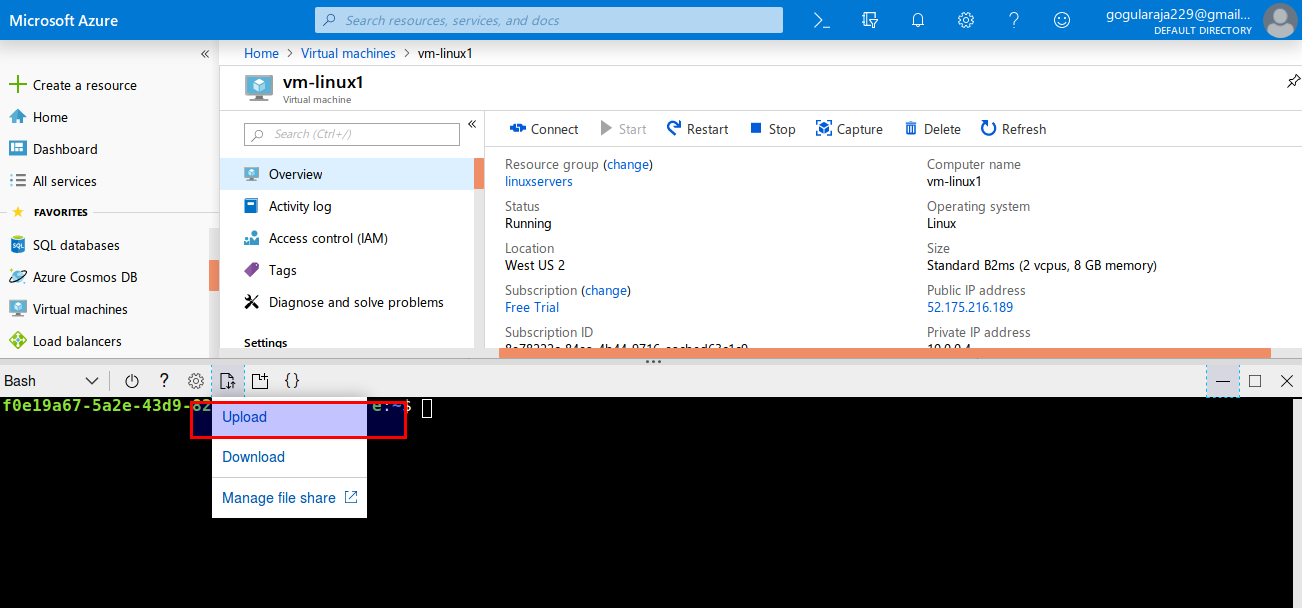 Microsoft Azure
Search resources, services, and docs
gogularaja229@gmail...
DEFAULT DIRECTORY
Home > Virtual machines > vm-linux1
Create a resource
Home
Dashboard
All services
FAVORITES
SQL databases
Azure Cosmos DB
Virtual machines
Load balancers
vm-linux1
Virtual machine
Search (Ctrl+/)
Overview
Activity log
Access control (IAM)
Tags
Diagnose and solve problems
Settings
Connect Start Restart Stop Capture Delete Refresh
Resource group (change)
linuxservers
Status
Running
Location
West US 2
Subscription (change)
Free Trial
Subscription ID
Computer name
vm-linux1
Operating system
Linux
Size
Standard B2ms (2 vcpus, 8 GB memory)
Public IP address
52.175.216.189
Private IP address
Bash
f0e19a67-5a2e-43d9-82 e:~$
Upload
Download
Manage file share